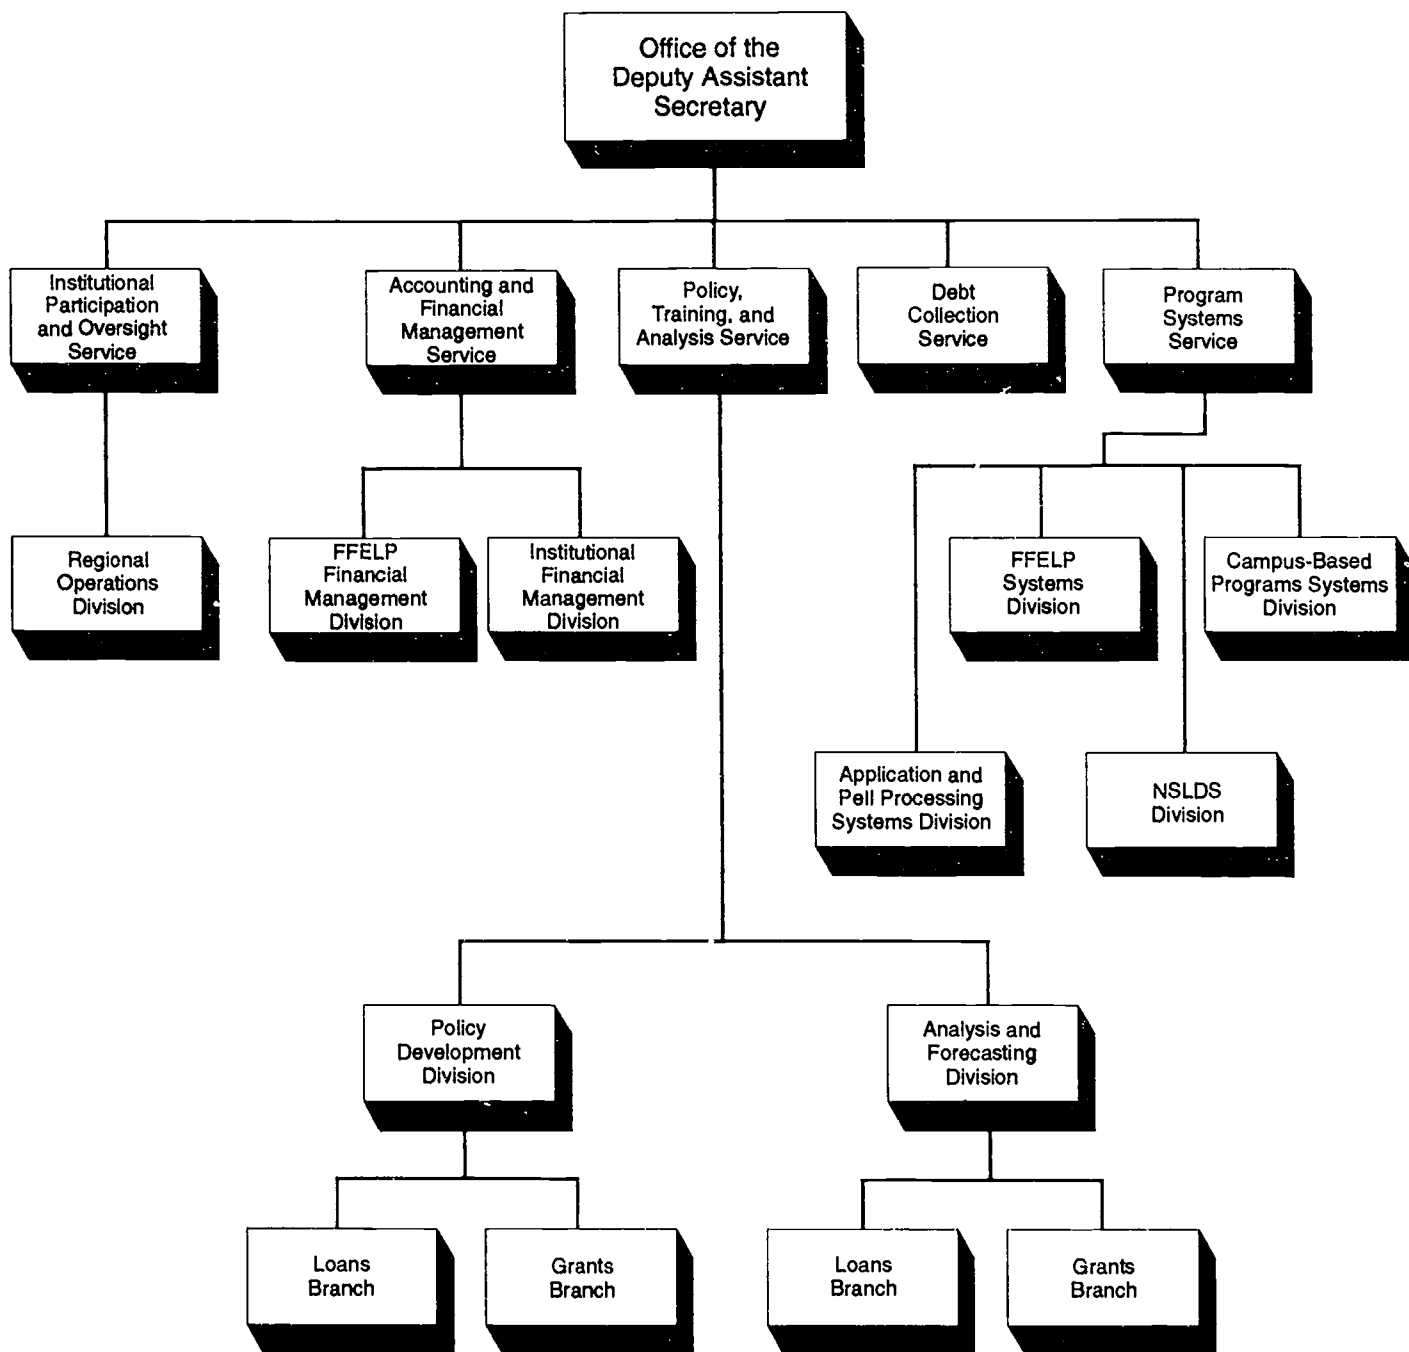 Office of the
Deputy Assistant
Secretary
Institutional
Participation
and Oversight
Service
Accounting and
Financial
Management
Service
Policy,
Training, and
Analysis Service
Debt
Collection
Service
Program
Systems
Service
Regional
Operations
Division
FFELP
Financial
Management
Division
Institutional
Financial
Management
Division
FFELP
Systems
Division
Campus-Based
Programs Systems
Division
Application and
Pell Processing
Systems Division
NSLDS
Division
Policy
Development
Division
Analysis and
Forecasting
Division
Loans
Branch
Grants
Branch
Loans
Branch
Grants
Branch